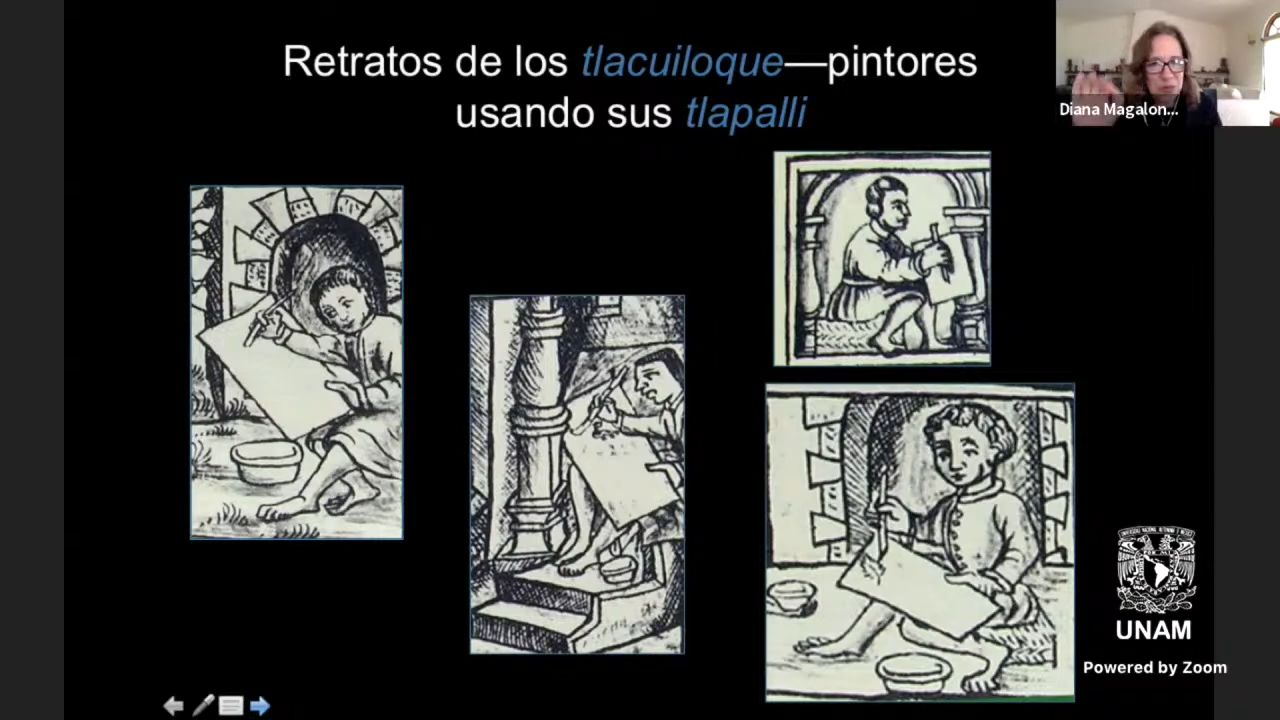 Retratos de los tlacuiloque—pintores
usando sus tlapalli
Diana Magalon...
UNAM
Powered by Zoom